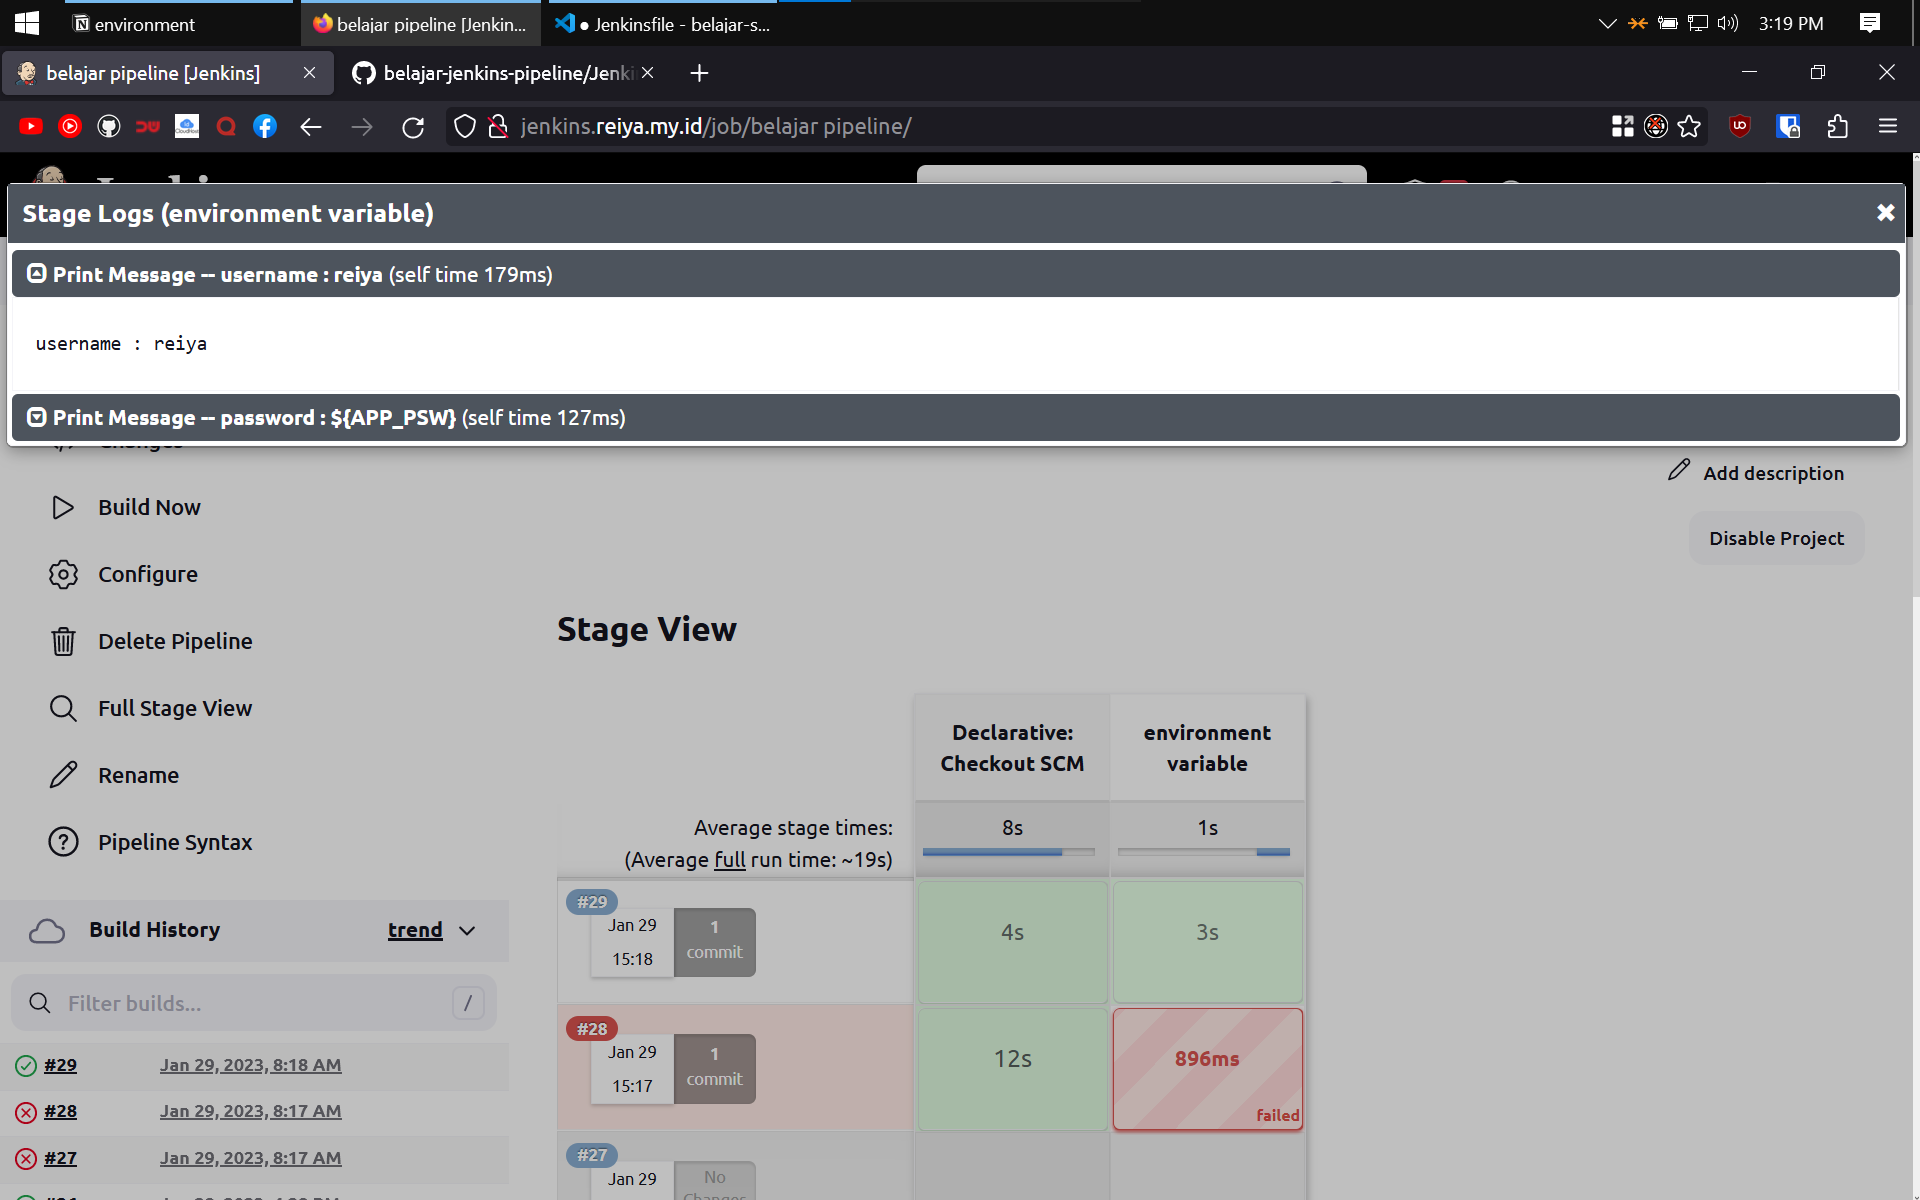 environment
belajar pipeline [Jenkin...
● Jenkinsfile - belajar-s...
3:19 PM
belajar pipeline [Jenkins]
belajar-jenkins-pipeline/Jenki
jenkins.reiya.my.id/job/belajar pipeline/
Stage Logs (environment variable)
Print Message -- username : reiya (self time 179ms)
username : reiya
Print Message -- password : ${APP_PSW} (self time 127ms)
Changes
Add description
Build Now
Disable Project
Configure
Delete Pipeline
Full Stage View
Rename
Pipeline Syntax
Stage View
Declarative: Checkout SCM
environment variable
Average stage times:
8s
1s
(Average full run time: ~19s)
#29
Jan 29
15:18
1
commit
4s
3s
#28
Jan 29
15:17
1
commit
12s
896ms
failed
#27
Jan 29
No
Changes
Build History
trend
Filter builds...
/
#29
Jan 29, 2023, 8:18 AM
#28
Jan 29, 2023, 8:17 AM
#27
Jan 29, 2023, 8:17 AM